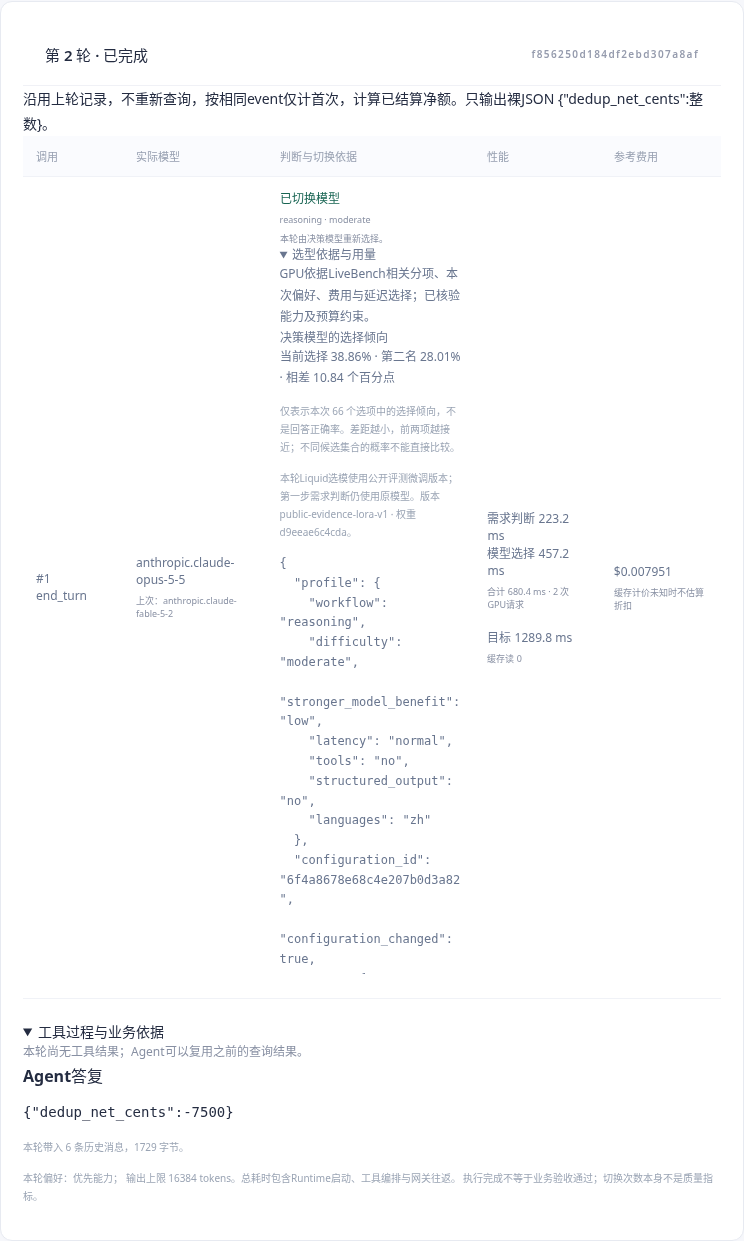 第 2 轮 · 已完成
f856250d184df2ebd307a8af
沿用上轮记录，不重新查询，按相同event仅计首次，计算已结算净额。只输出裸JSON {"dedup_net_cents":整
数}。
调用
实际模型
判断与切换依据
性能
参考费用
#1
end_turn
anthropic.claude-
opus-5-5
上次：anthropic.claude-
fable-5-2
已切换模型
reasoning · moderate
本轮由决策模型重新选择。
▼ 选型依据与用量
GPU依据LiveBench相关分项、本
次偏好、费用与延迟选择；已核验
能力及预算约束。
决策模型的选择倾向
当前选择 38.86% · 第二名 28.01%
· 相差 10.84 个百分点
仅表示本次 66 个选项中的选择倾向，不
是回答正确率。差距越小，前两项越接
近；不同候选集合的概率不能直接比较。
本轮Liquid选模使用公开评测微调版本；
第一步需求判断仍使用原模型。版本
public-evidence-lora-v1 · 权重
d9eeae6c4cda。
{
"profile": {
"workflow":
"reasoning",
"difficulty":
"moderate",
"stronger_model_benefit":
"low",
"latency": "normal",
"tools": "no",
"structured_output":
"no",
"languages": "zh"
},
"configuration_id":
"6f4a8678e68c4e207b0d3a82
",
"configuration_changed":
true,
需求判断 223.2
ms
模型选择 457.2
ms
合计 680.4 ms · 2 次
GPU请求
目标 1289.8 ms
缓存读 0
$0.007951
缓存计价未知时不估算
折扣
▼ 工具过程与业务依据
本轮尚无工具结果；Agent可以复用之前的查询结果。
Agent答复
{"dedup_net_cents":-7500}
本轮带入 6 条历史消息，1729 字节。
本轮偏好：优先能力； 输出上限 16384 tokens。总耗时包含Runtime启动、工具编排与网关往返。 执行完成不等于业务验收通过；切换次数本身不是质量指
标。